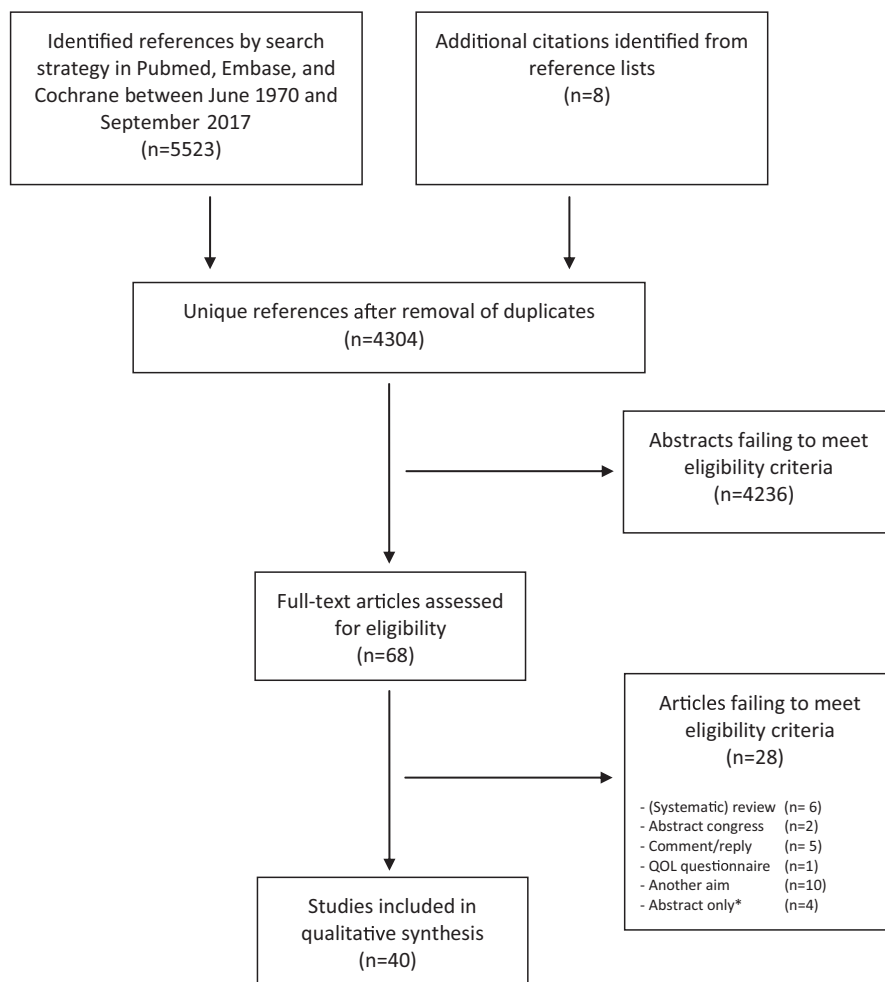 Identified references by search
strategy in Pubmed, Embase, and
Cochrane between June 1970 and
September 2017
(n=5523)
Additional citations identified from
reference lists
(n=8)
Unique references after removal of duplicates
(n=4304)
Abstracts failing to meet
eligibility criteria
(n=4236)
Full-text articles assessed
for eligibility
(n=68)
Articles failing to meet
eligibility criteria
(n=28)
- (Systematic) review (n= 6)
- Abstract congress (n=2)
- Comment/reply (n= 5)
- QOL questionnaire (n=1)
- Another aim (n=10)
- Abstract only* (n=4)
Studies included in
qualitative synthesis
(n=40)